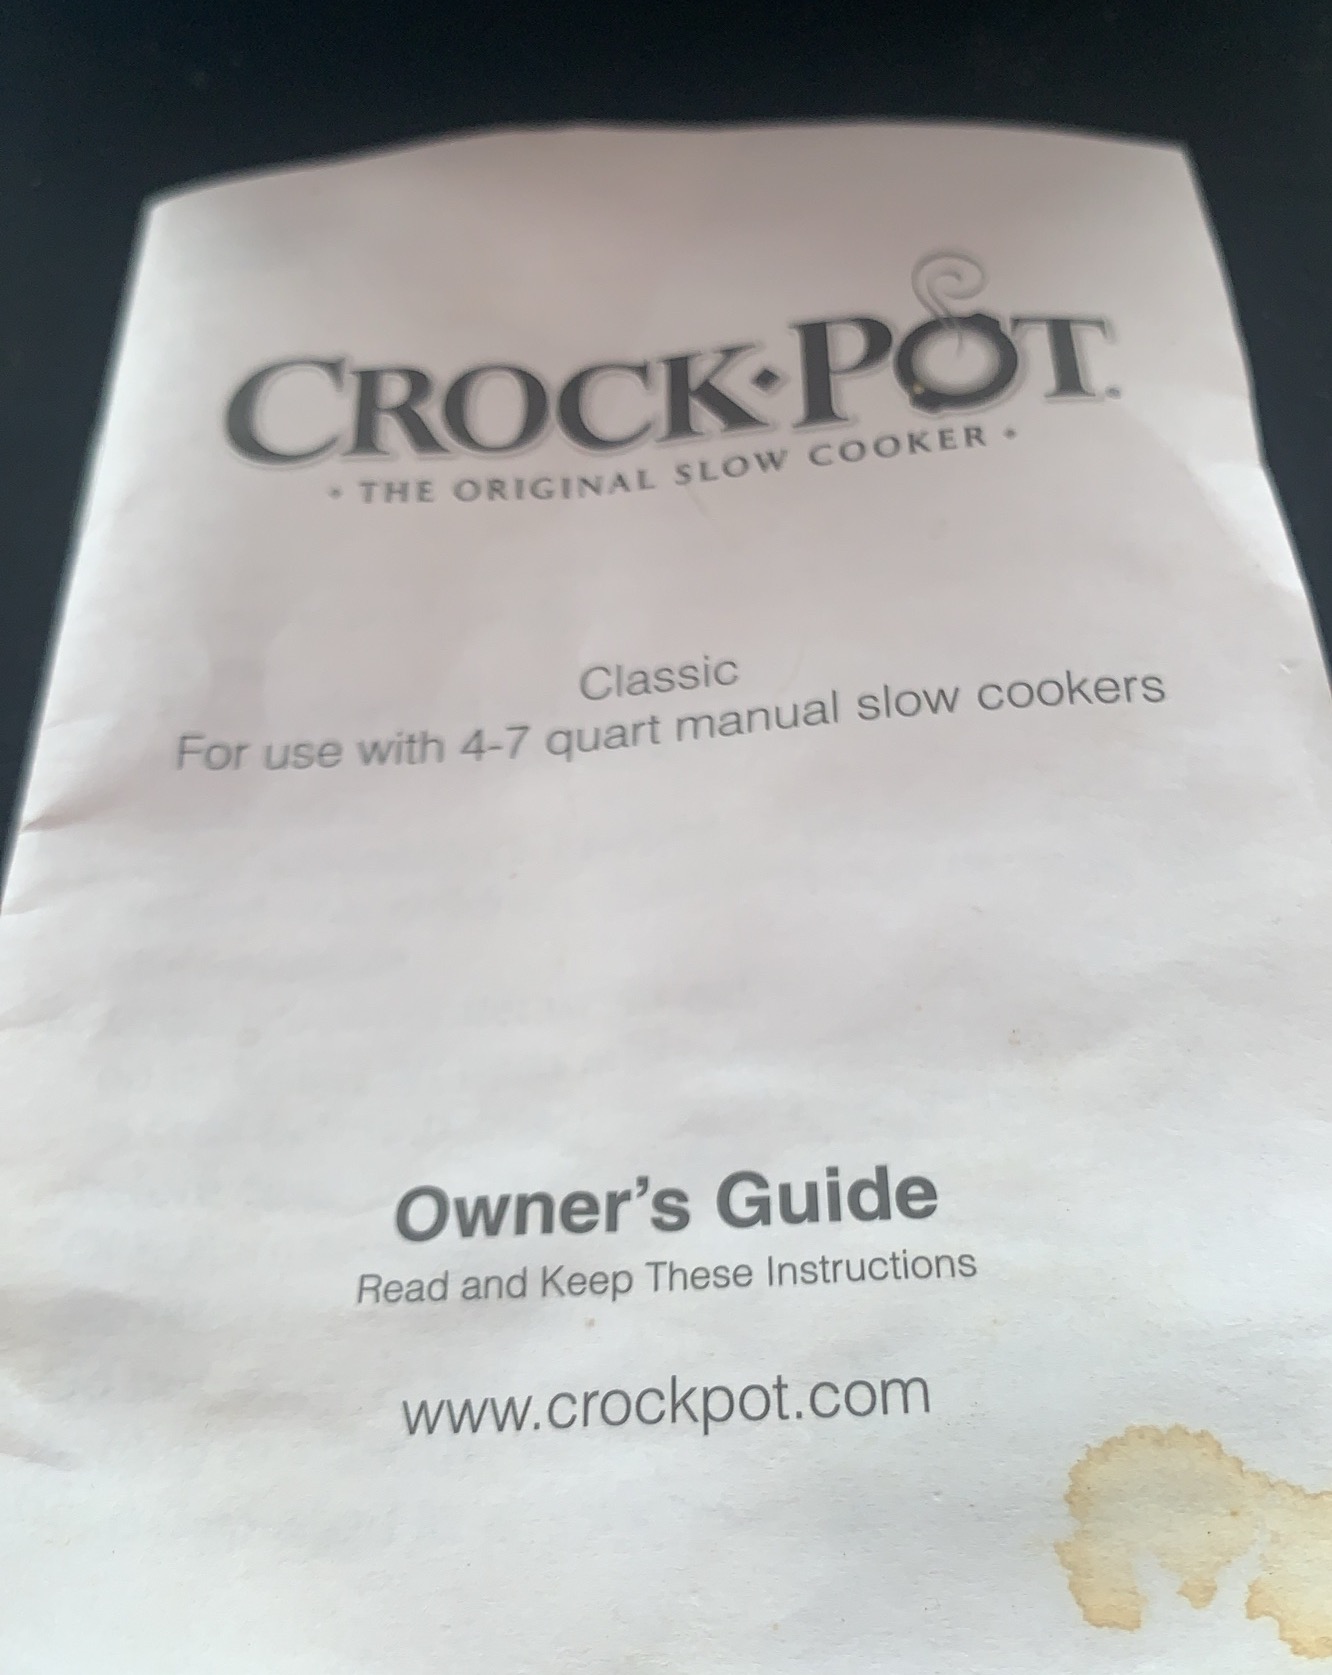 CROCK•POT®
• THE ORIGINAL SLOW COOKER •
Classic
For use with 4-7 quart manual slow cookers
Owner's Guide
Read and Keep These Instructions
www.crockpot.com